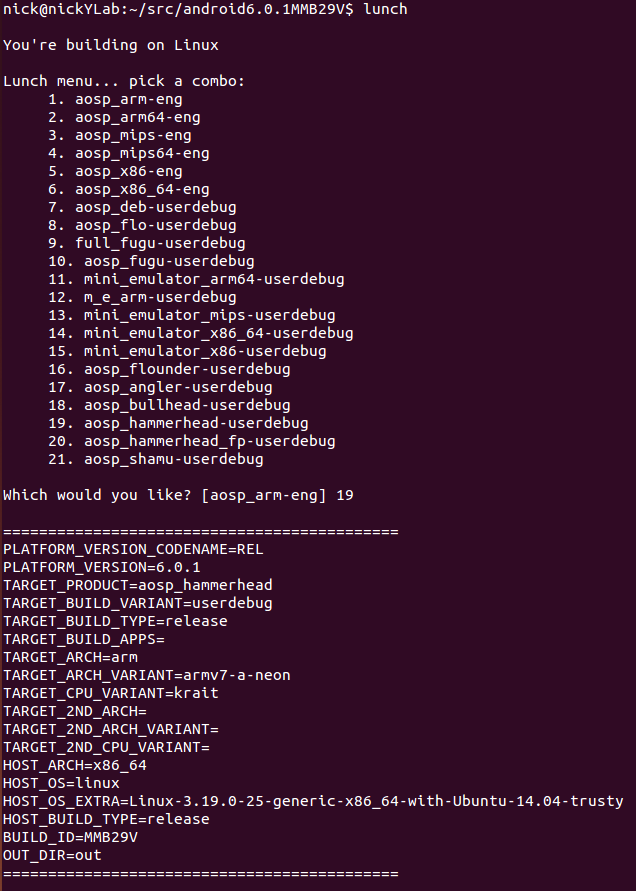 nick@nickYLab:~/src/android6.0.1MMB29V$ lunch
You're building on Linux
Lunch menu... pick a combo:
1. aosp_arm-eng
2. aosp_arm64-eng
3. aosp_mips-eng
4. aosp_mips64-eng
5. aosp_x86-eng
6. aosp_x86_64-eng
7. aosp_deb-userdebug
8. aosp_flo-userdebug
9. full_fugu-userdebug
10. aosp_fugu-userdebug
11. mini_emulator_arm64-userdebug
12. m_e_arm-userdebug
13. mini_emulator_mips-userdebug
14. mini_emulator_x86_64-userdebug
15. mini_emulator_x86-userdebug
16. aosp_flounder-userdebug
17. aosp_angler-userdebug
18. aosp_bullhead-userdebug
19. aosp_hammerhead-userdebug
20. aosp_hammerhead_fp-userdebug
21. aosp_shamu-userdebug
Which would you like? [aosp_arm-eng] 19
============================================
PLATFORM_VERSION_CODENAME=REL
PLATFORM_VERSION=6.0.1
TARGET_PRODUCT=aosp_hammerhead
TARGET_BUILD_VARIANT=userdebug
TARGET_BUILD_TYPE=release
TARGET_BUILD_APPS=
TARGET_ARCH=arm
TARGET_ARCH_VARIANT=armv7-a-neon
TARGET_CPU_VARIANT=krait
TARGET_2ND_ARCH=
TARGET_2ND_ARCH_VARIANT=
TARGET_2ND_CPU_VARIANT=
HOST_ARCH=x86_64
HOST_OS=linux
HOST_OS_EXTRA=Linux-3.19.0-25-generic-x86_64-with-Ubuntu-14.04-trusty
HOST_BUILD_TYPE=release
BUILD_ID=MMB29V
OUT_DIR=out
============================================